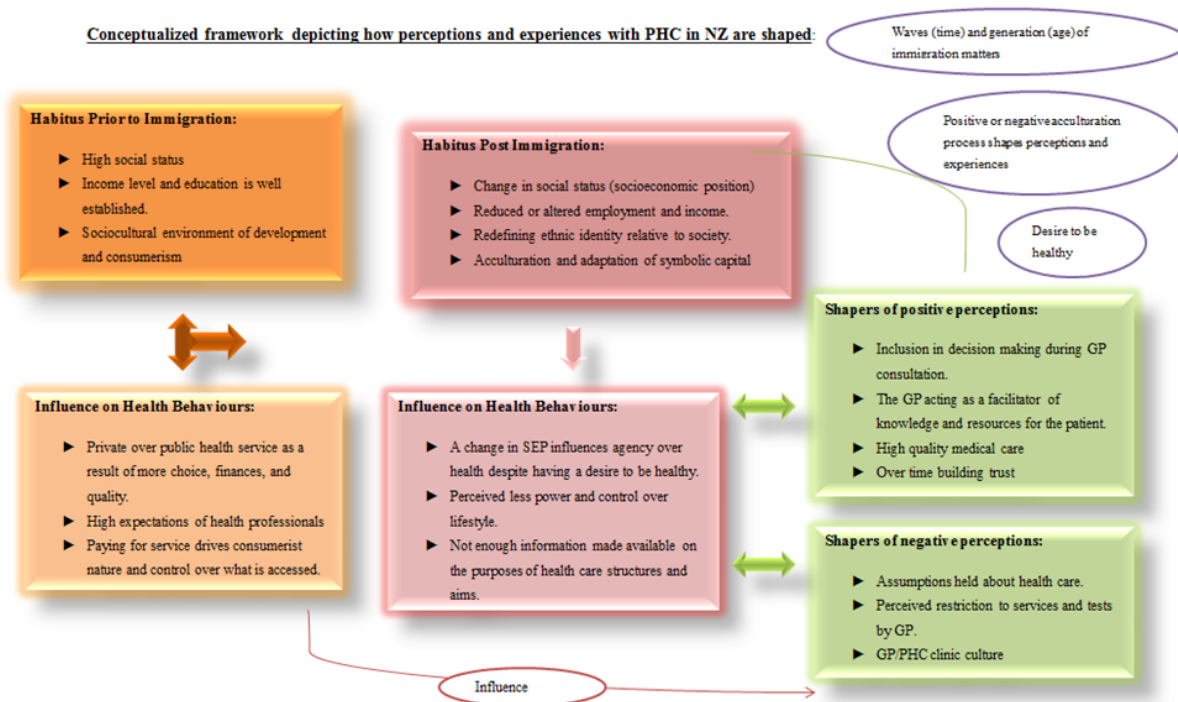 Conceptualized framework depicting how perceptions and experiences with PHC in NZ are shaped:
Waves (time) and generation (age) of
immigration matters
Positive or negative acculturation
process shapes perceptions and
experiences
Desire to be
healthy
Habitus Prior to Immigration:
► High social status
► Income level and education is well
established.
► Sociocultural environment of development
and consumerism
Habitus Post Immigration:
► Change in social status (socioeconomic position)
► Reduced or altered employment and income.
► Redefining ethnic identity relative to society.
► Acculturation and adaptation of symbolic capital
Influence on Health Behaviours:
► Private over public health service as a
result of more choice, finances, and
quality.
► High expectations of health professionals
► Paying for service drives consumerist
nature and control over what is accessed.
Influence on Health Behaviours:
► A change in SEP influences agency over
health despite having a desire to be healthy.
► Perceived less power and control over
lifestyle.
► Not enough information made available on
the purposes of health care structures and
aims.
Shapers of positive perceptions:
► Inclusion in decision making during GP
consultation.
► The GP acting as a facilitator of
knowledge and resources for the patient.
► High quality medical care
► Over time building trust
Shapers of negative perceptions:
► Assumptions held about health care.
► Perceived restriction to services and tests
by GP.
► GP/PHC clinic culture
Influence